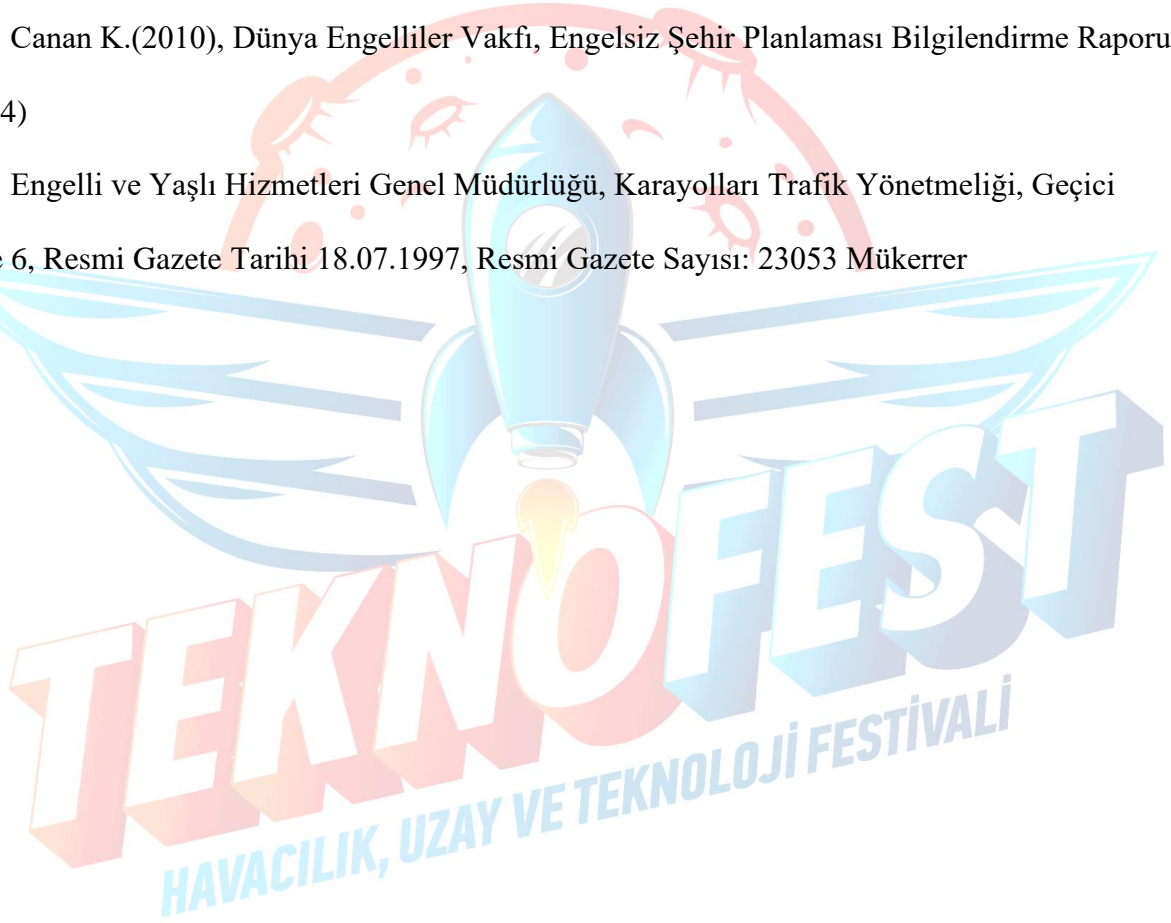 Canan K.(2010), Dünya Engelliler Vakfı, Engelsiz Şehir Planlaması Bilgilendirme Raporu
4)
Engelli ve Yaşlı Hizmetleri Genel Müdürlüğü, Karayolları Trafik Yönetmeliği, Geçici
e 6, Resmi Gazete Tarihi 18.07.1997, Resmi Gazete Sayısı: 23053 Mükerrer
TEKNOFEST
HAVACILIK, UZAY VE TEKNOLOJİ FESTİVALİ